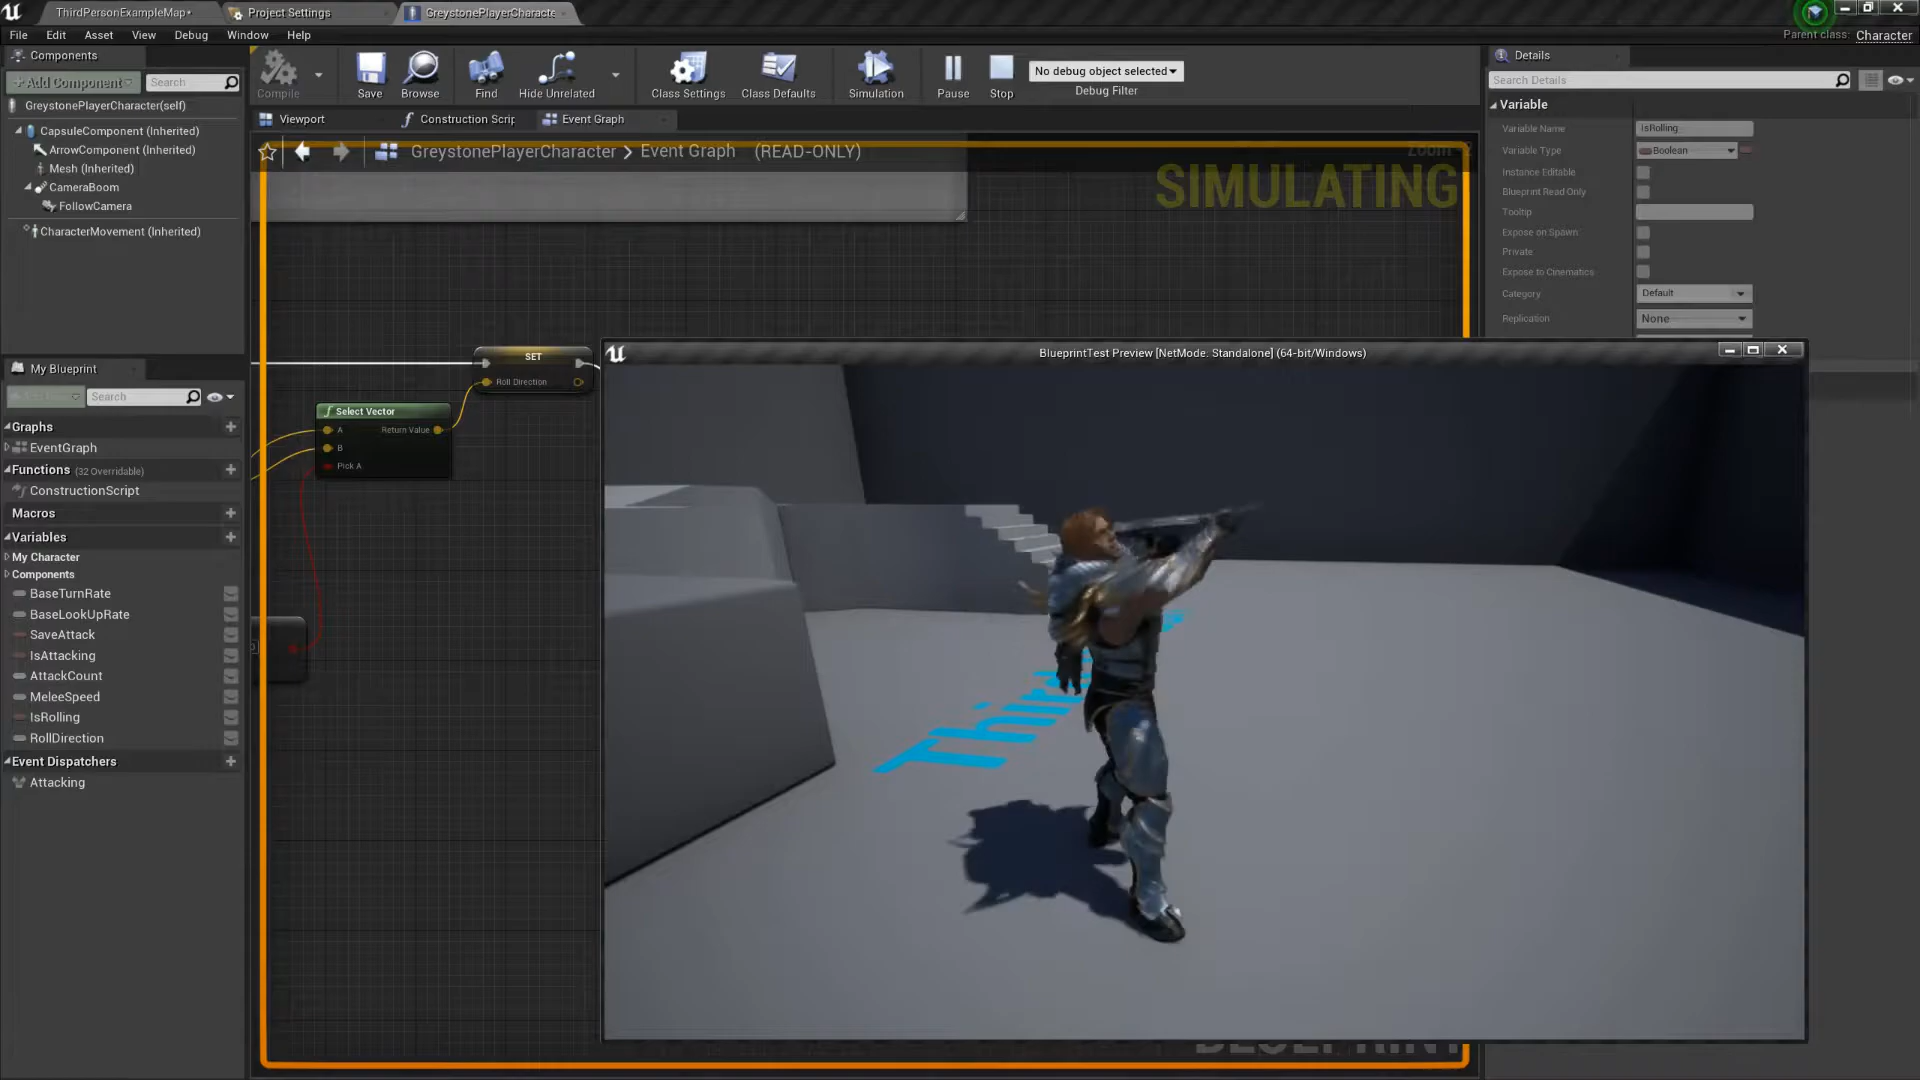 ThirdPersonExampleMap•
Project Settings
GreystonePlayerCharacte
File Edit Asset View Debug Window Help
Parent class: Character
Components
+Add Component
Search
GreystonePlayerCharacter(self)
CapsuleComponent (Inherited)
ArrowComponent (Inherited)
Mesh (Inherited)
CameraBoom
FollowCamera
CharacterMovement (Inherited)
Compile
Save
Browse
Find
Hide Unrelated
Class Settings
Class Defaults
Simulation
Pause
Stop
No debug object selected
Debug Filter
Viewport
Construction Scrip
Event Graph
GreystonePlayerCharacter > Event Graph (READ-ONLY)
SIMULATING
SET
Roll Direction
Select Vector
A
Return Value
B
Pick A
BlueprintTest Preview [NetMode: Standalone] (64-bit/Windows)
Third
My Blueprint
Search
Graphs
EventGraph
Functions (32 Overridable)
ConstructionScript
Macros
Variables
My Character
Components
BaseTurnRate
BaseLookUpRate
SaveAttack
IsAttacking
AttackCount
MeleeSpeed
IsRolling
RollDirection
Event Dispatchers
Attacking
Details
Search Details
Variable
Variable Name
IsRolling
Variable Type
Boolean
Instance Editable
Blueprint Read Only
Tooltip
Expose on Spawn
Private
Expose to Cinematics
Category
Default
Replication
None
BLUEPRINT